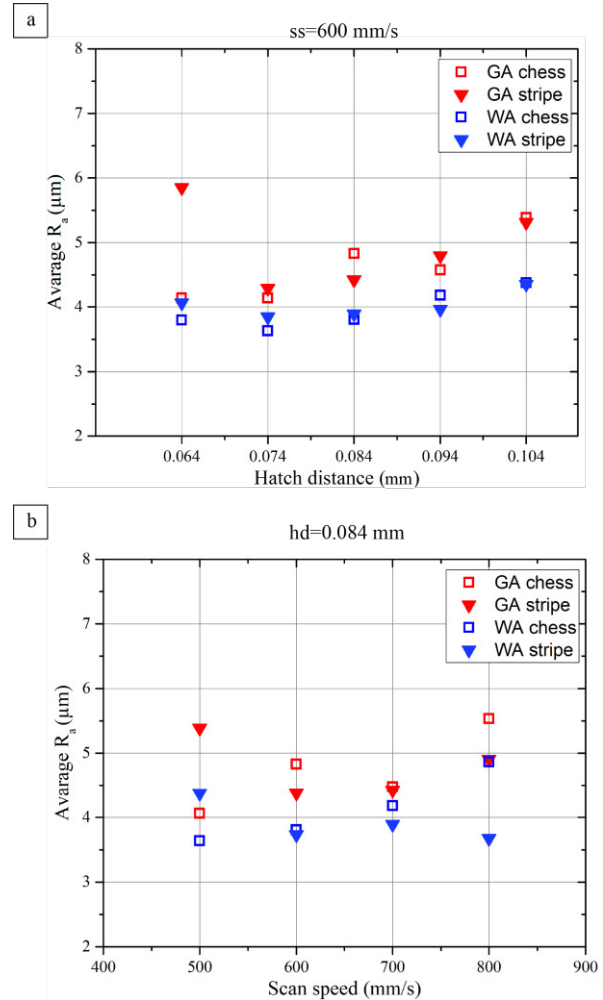 a
ss=600 mm/s
8
7
6
5
4
3
2
Avarage Ra (µm)
GA chess
GA stripe
WA chess
WA stripe
0.064 0.074 0.084 0.094 0.104
Hatch distance (mm)
b
hd=0.084 mm
8
7
6
5
4
3
2
Avarage Ra (µm)
GA chess
GA stripe
WA chess
WA stripe
400 500 600 700 800 900
Scan speed (mm/s)